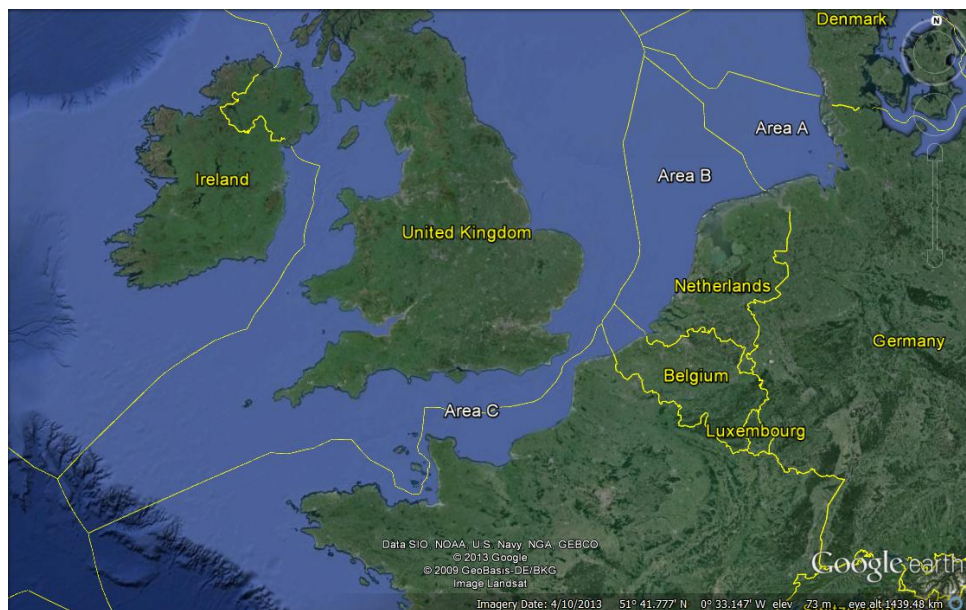 Denmark
N
Area A
Area B
Ireland
United Kingdom
Netherlands
Germany
Belgium
Area C
Luxembourg
Data SIO, NOAA, U.S. Navy, NGA, GEBCO
© 2013 Google
© 2009 GeoBasis-DE/BKG
Image Landsat
Google earth
Imagery Date: 4/10/2013 51° 41.777' N 0° 33.147' W elev 73 m eye alt 1439.48 km